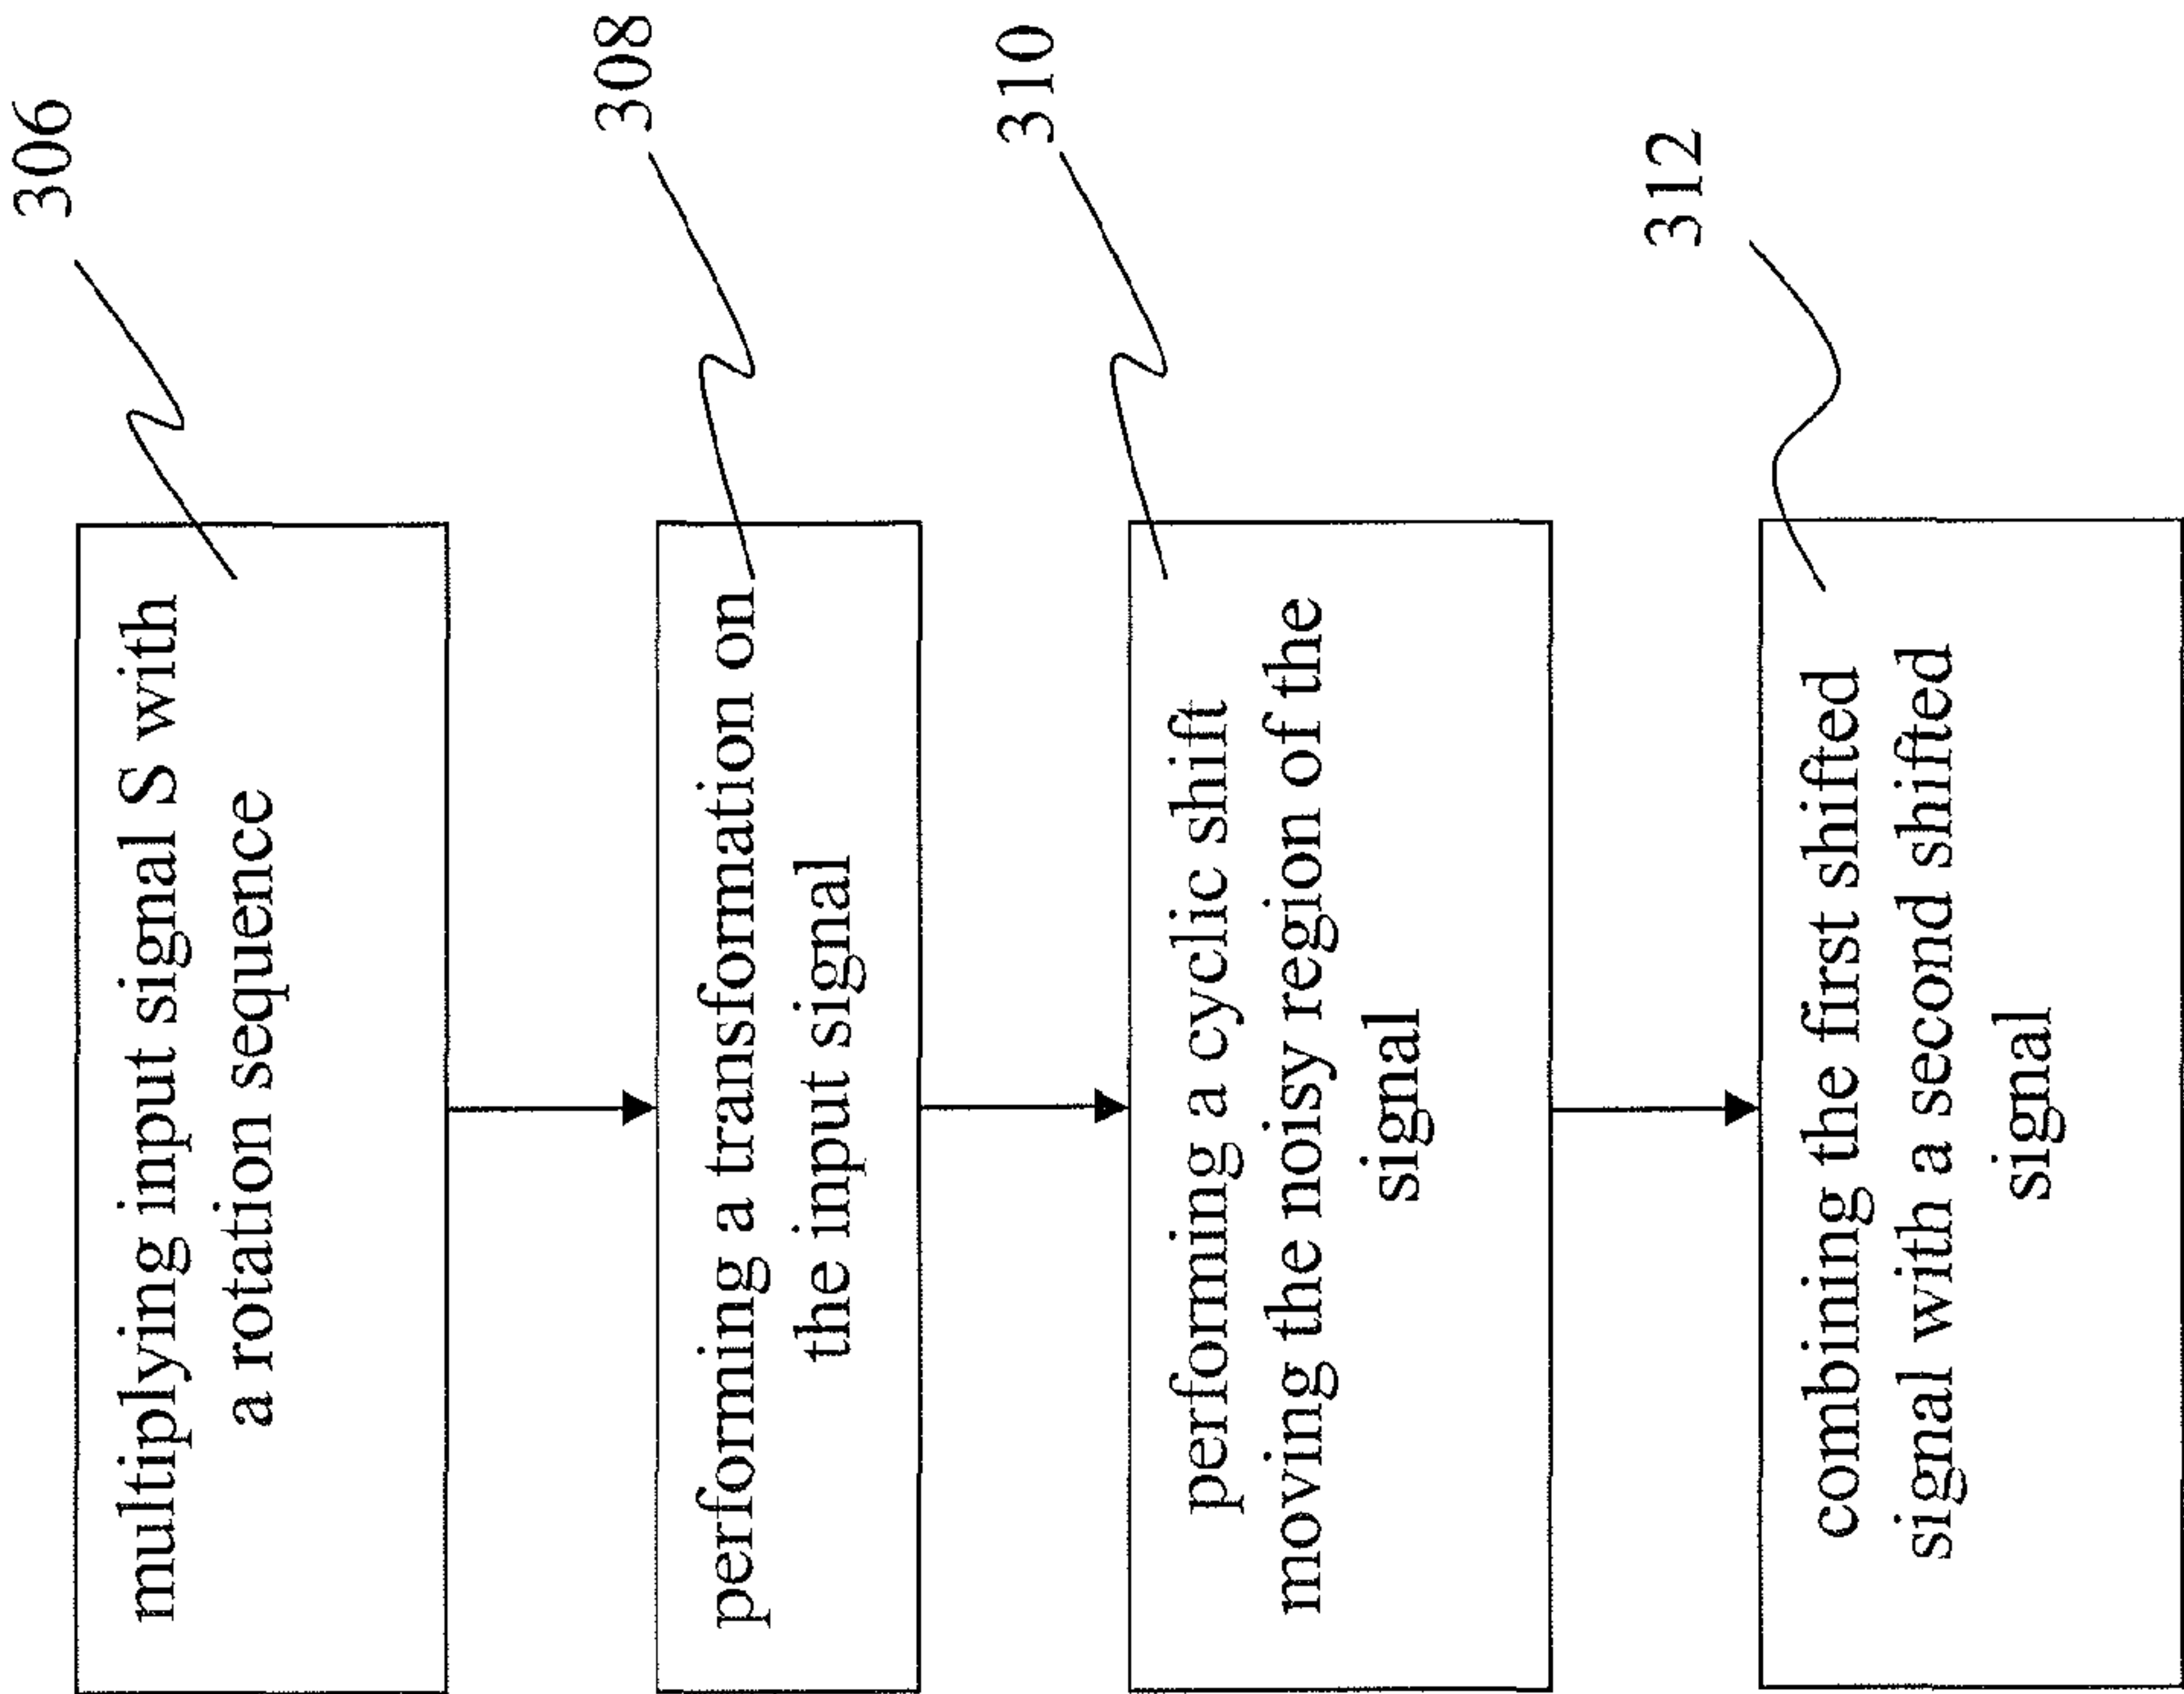 306
multiplying input signal S with
a rotation sequence
308
performing a transformation on
the input signal
310
performing a cyclic shift
moving the noisy region of the
signal
312
combining the first shifted
signal with a second shifted
signal